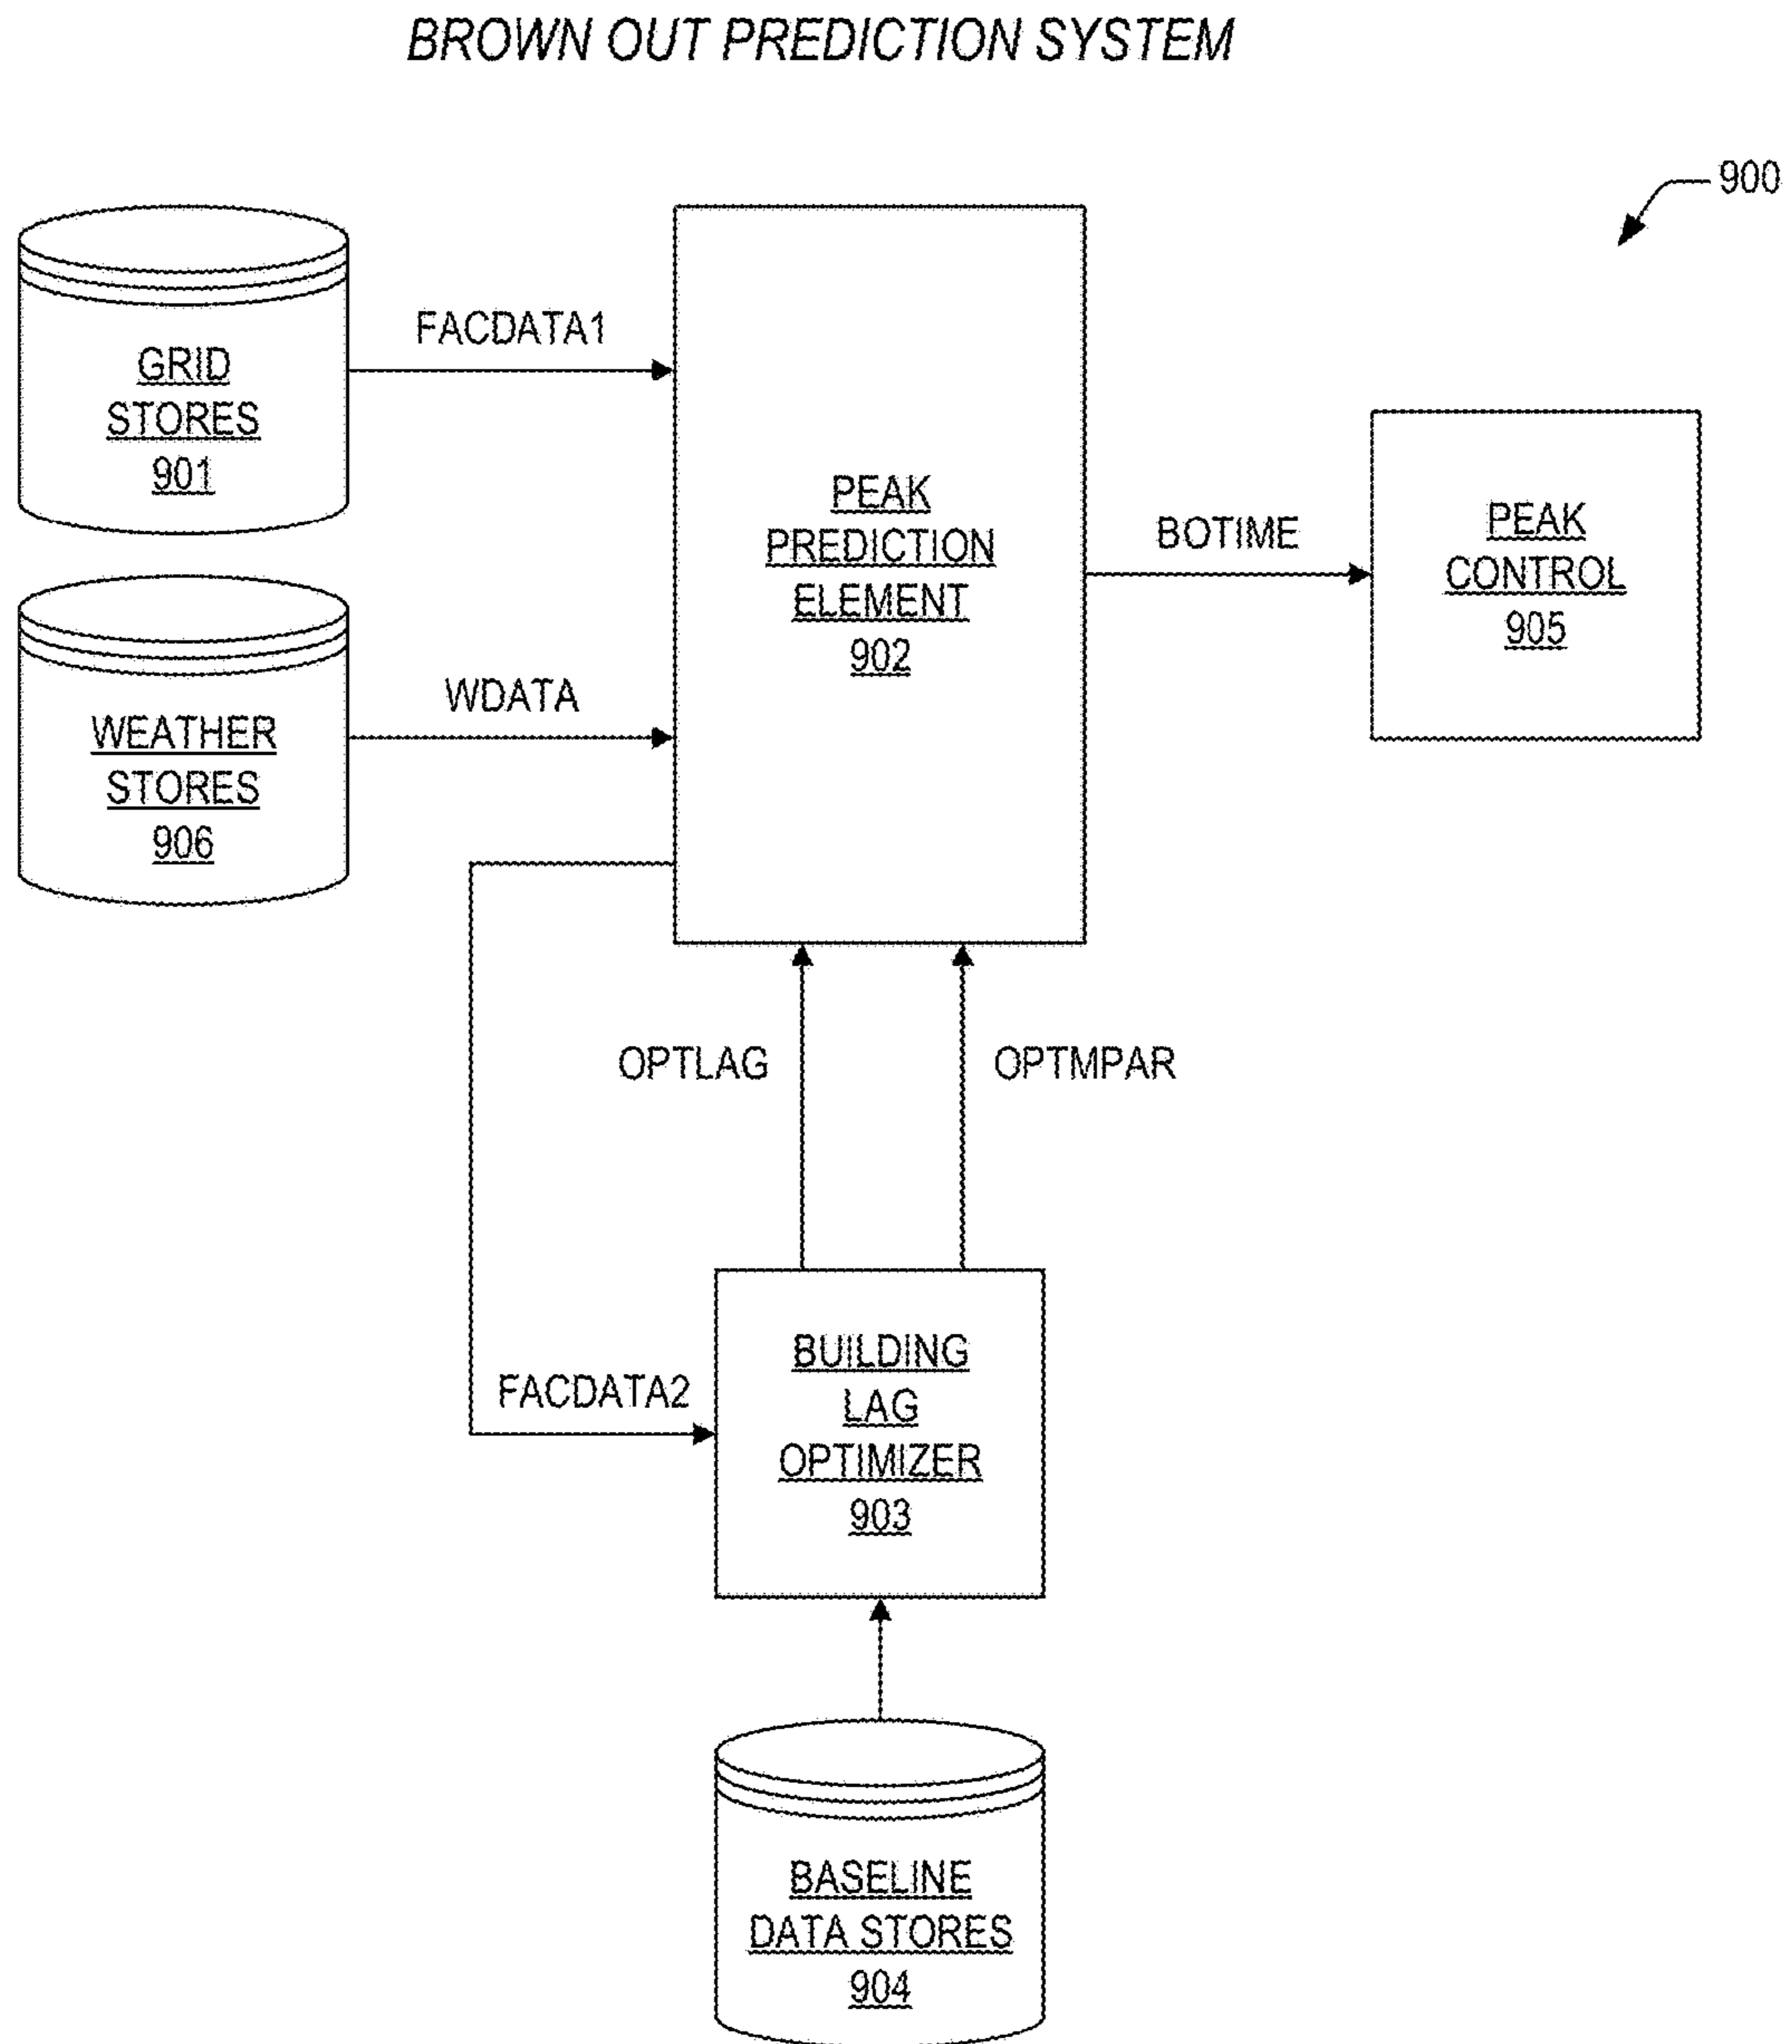 BROWN OUT PREDICTION SYSTEM
900
GRID
STORES
901
FACDATA1
PEAK
PREDICTION
ELEMENT
902
BOTIME
PEAK
CONTROL
905
WEATHER
STORES
906
WDATA
OPTLAG
OPTMPAR
FACDATA2
BUILDING
LAG
OPTIMIZER
903
BASELINE
DATA STORES
904